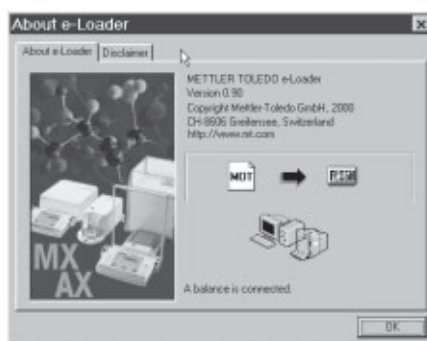 About e-Loader
About e-Loader
Disclaimer
METTLER TOLEDO e-Loader
Version 0.90
Copyright Mettler-Toledo GmbH, 2000
CH-8606 Greifensee, Switzerland
http://www.mt.com
MOT
MX
AX
A balance is connected.
OK